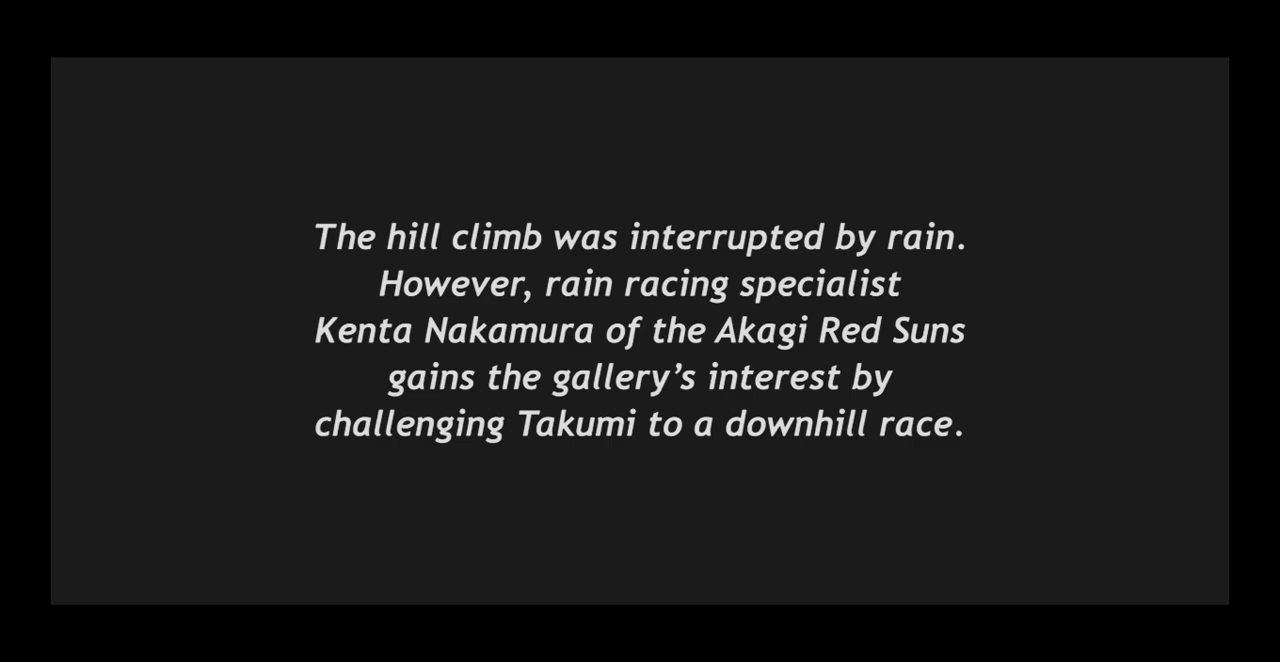 The hill climb was interrupted by rain.
However, rain racing specialist
Kenta Nakamura of the Akagi Red Suns
gains the gallery’s interest by
challenging Takumi to a downhill race.